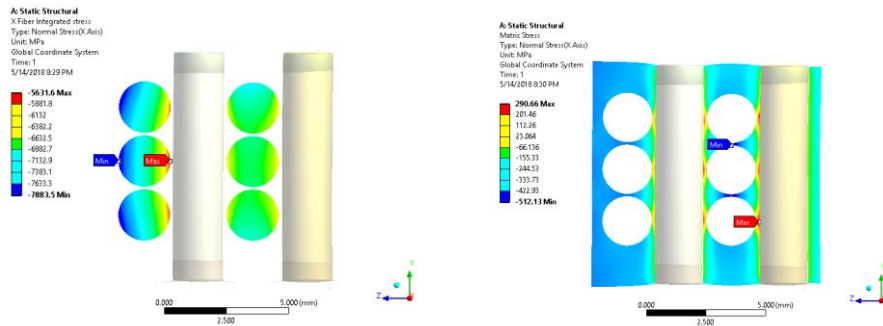 A: Static Structural
X Fiber Integrated stress
Type: Normal Stress(X Axis)
Unit: MPa
Global Coordinate System
Time: 1
5/14/2018 8:29 PM
-5631.6 Max
-5881.8
-6132
-6382.2
-6632.5
-6882.7
-7132.9
-7383.1
-7633.3
-7883.5 Min
Min
Max
0.000
5.000 (mm)
2.500
Y
Z
X
A: Static Structural
Matrix Stress
Type: Normal Stress(X Axis)
Unit: MPa
Global Coordinate System
Time: 1
5/14/2018 8:30 PM
290.66 Max
201.46
112.26
23.064
-66.136
-155.33
-244.53
-333.73
-422.93
-512.13 Min
Min
Max
0.000
5.000 (mm)
2.500
Y
Z